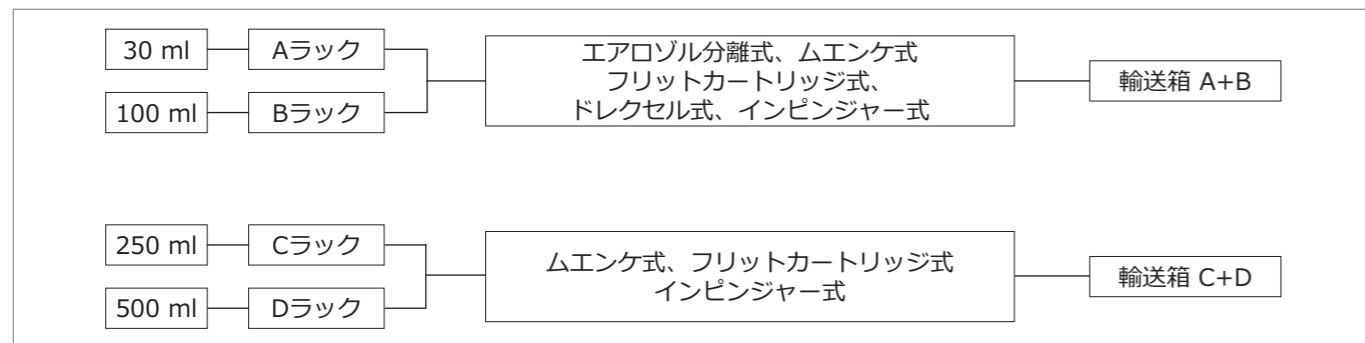 30 ml
Aラック
100 ml
Bラック
エアロゾル分離式、ムエンケ式
フリットカートリッジ式、
ドレクセル式、インピンジャー式
輸送箱 A+B
250 ml
Cラック
500 ml
Dラック
ムエンケ式、フリットカートリッジ式
インピンジャー式
輸送箱 C+D